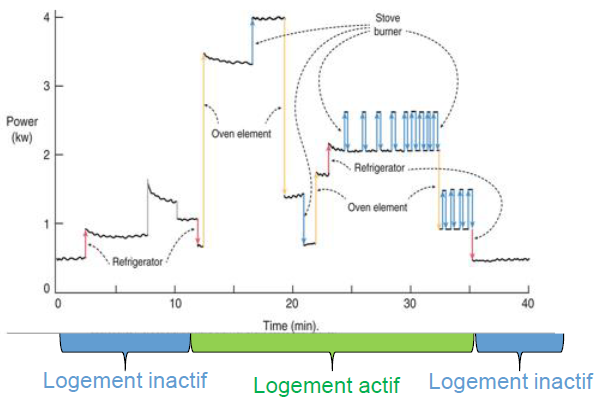 4
Stove
burner
3
Power
(kw)
Oven element
2
Refrigerator
Oven element
1
Refrigerator
0
0 10 20 30 40
Time (min).
Logement inactif Logement actif Logement inactif